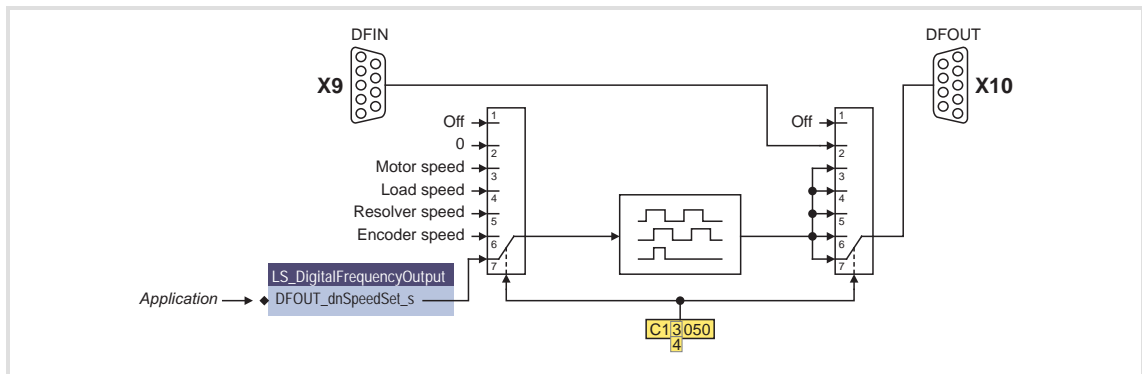 DFIN
X9
DFOUT
X10
Off
0
Motor speed
Load speed
Resolver speed
Encoder speed
1
2
3
4
5
6
7
Off
1
2
3
4
5
6
7
LS_DigitalFrequencyOutput
Application
DFOUT_dnSpeedSet_s
C13050
4